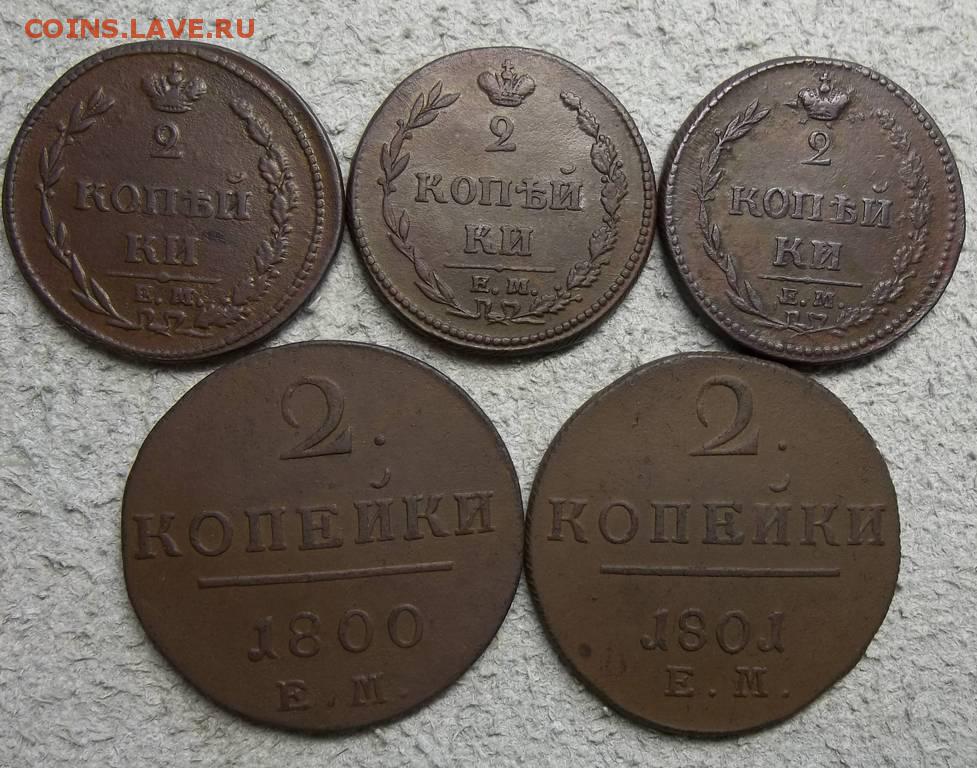 COINS.LAVE.RU
2
КОПѢЙ
КИ
Е.М.
2
КОПѢЙ
КИ
Е.М.
2
КОПѢЙ
КИ
Е.М.
2.
КОПЕЙКИ
1800
Е.М.
2.
КОПЕЙКИ
1801
Е.М.